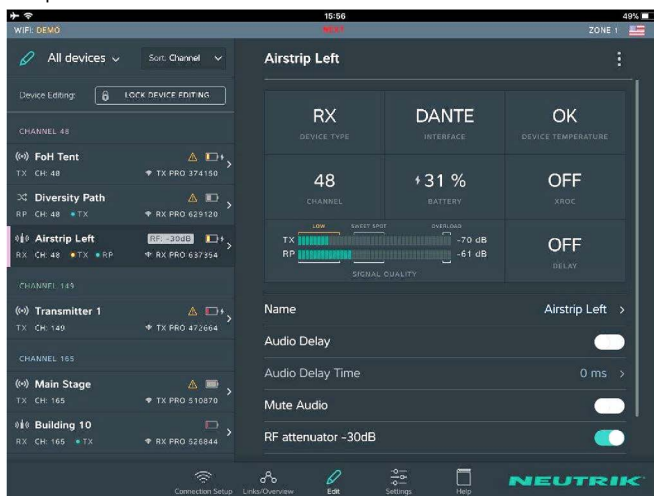 15:56
49%
WiFi: DEMO
ZONE 1
All devices
Sort: Channel
Device Editing:
LOCK DEVICE EDITING
CHANNEL 48
FoH Tent
TX CH: 48
TX PRO 374150
Diversity Path
RP CH: 48 TX
RX PRO 629120
Airstrip Left
RF: -30dB
RX CH: 48 TX RP
RX PRO 637354
CHANNEL 149
Transmitter 1
TX CH: 149
TX PRO 472664
CHANNEL 165
Main Stage
TX CH: 165
TX PRO 510870
Building 10
RX CH: 165 TX
RX PRO 526844
Airstrip Left
RX
DEVICE TYPE
DANTE
INTERFACE
OK
DEVICE TEMPERATURE
48
CHANNEL
31 %
BATTERY
OFF
XROC
LOW SWEET SPOT OVERLOAD
TX -70 dB
RP -61 dB
SIGNAL QUALITY
OFF
DELAY
Name Airstrip Left
Audio Delay
Audio Delay Time 0 ms
Mute Audio
RF attenuator -30dB
Connection Setup
Links/Overview
Edit
Settings
Help
NEUTRIK